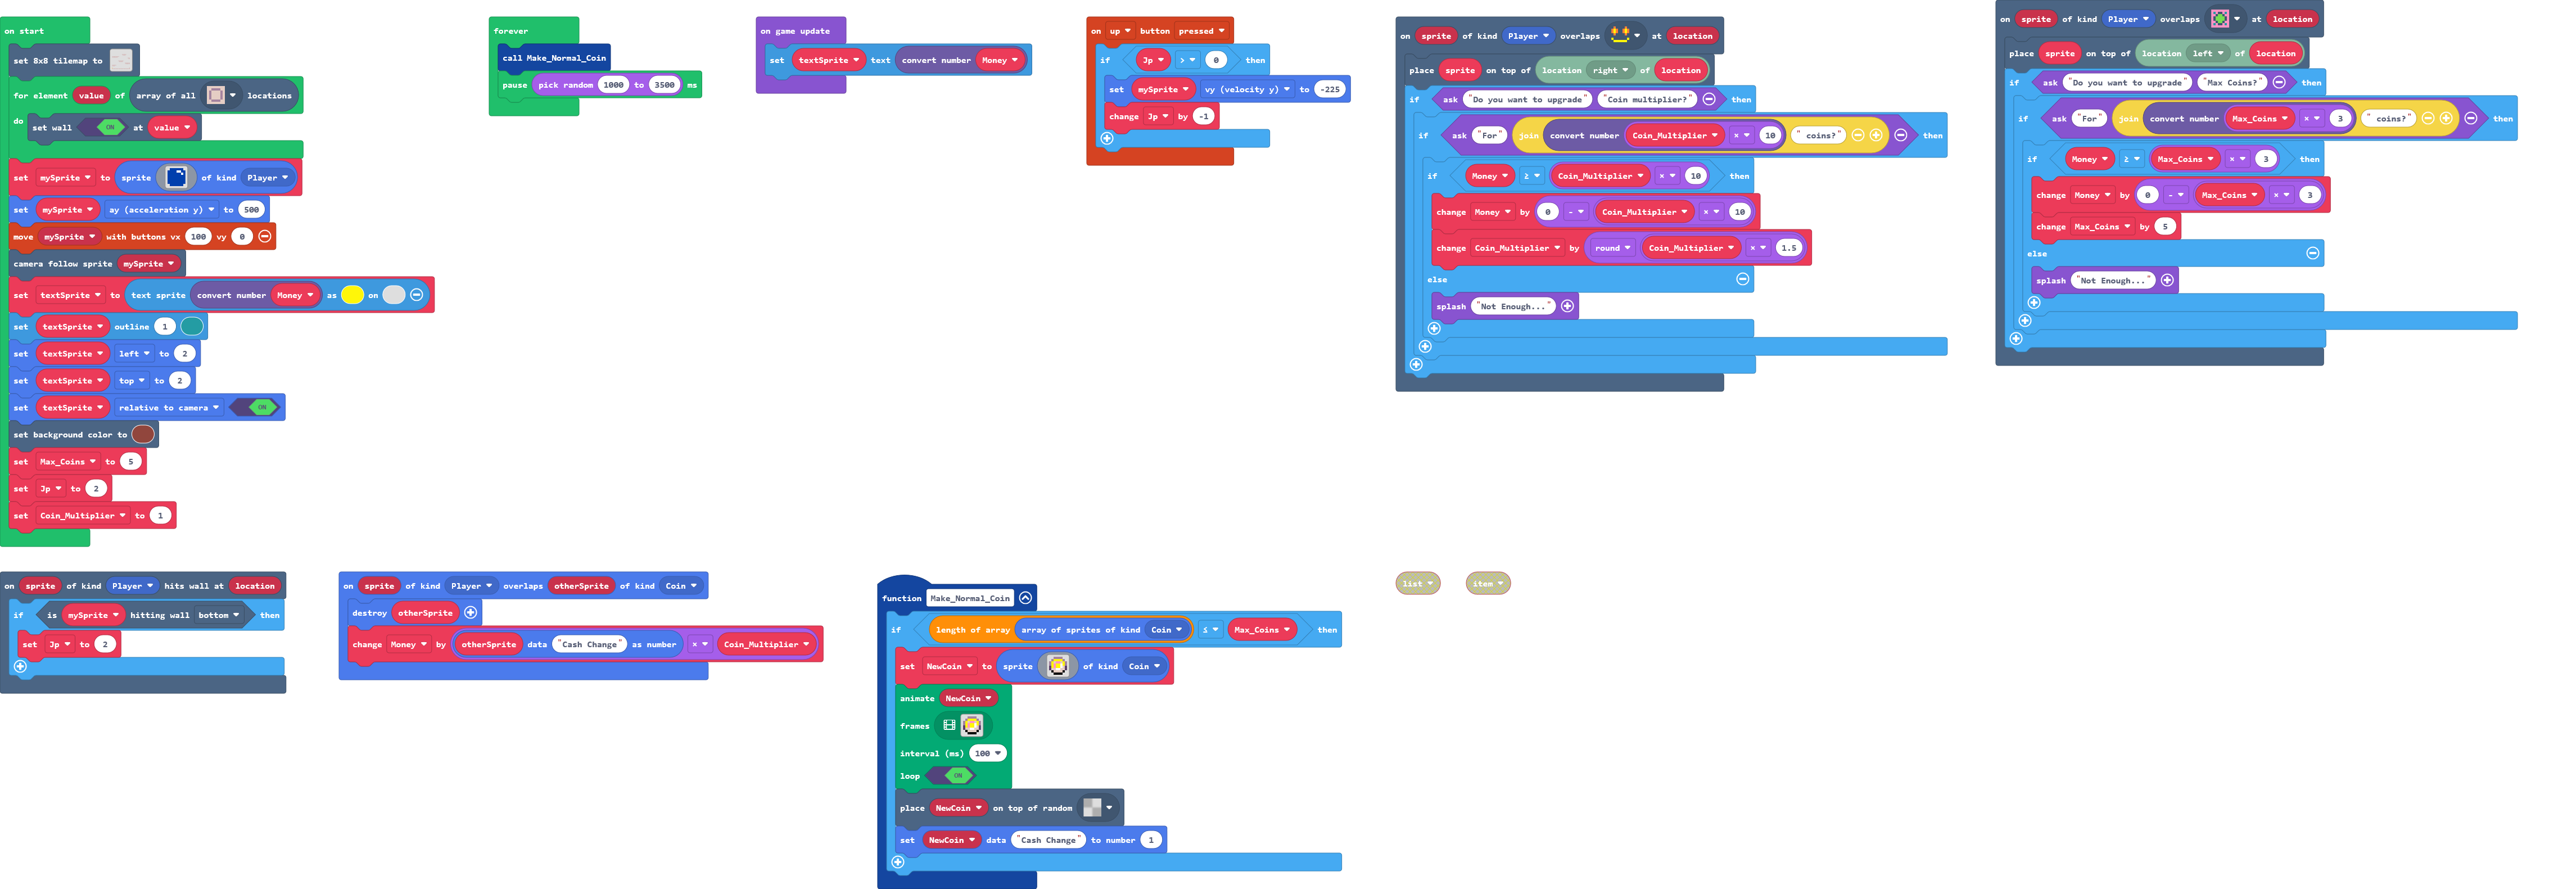 on start
set 8x8 tilemap to
for element value of array of all locations
do set wall ON at value
set mySprite to sprite of kind Player
set mySprite ay (acceleration y) to 500
move mySprite with buttons vx 100 vy 0
camera follow sprite mySprite
set textSprite to text sprite convert number Money as on
set textSprite outline 1
set textSprite left to 2
set textSprite top to 2
set textSprite relative to camera ON
set background color to
set Max_Coins to 5
set Jp to 2
set Coin_Multiplier to 1
forever
call Make_Normal_Coin
pause pick random 1000 to 3500 ms
on game update
set textSprite text convert number Money
on up button pressed
if Jp > 0 then
set mySprite vy (velocity y) to -225
change Jp by -1
on sprite of kind Player overlaps at location
place sprite on top of location right of location
if ask "Do you want to upgrade" "Coin multiplier?" then
if ask "For" join convert number Coin_Multiplier × 10 " coins?" then
if Money ≥ Coin_Multiplier × 10 then
change Money by 0 - Coin_Multiplier × 10
change Coin_Multiplier by round Coin_Multiplier × 1.5
else
splash "Not Enough..."
on sprite of kind Player overlaps at location
place sprite on top of location left of location
if ask "Do you want to upgrade" "Max Coins?" then
if ask "For" join convert number Max_Coins × 3 " coins?" then
if Money ≥ Max_Coins × 3 then
change Money by 0 - Max_Coins × 3
change Max_Coins by 5
else
splash "Not Enough..."
on sprite of kind Player hits wall at location
if is mySprite hitting wall bottom then
set Jp to 2
on sprite of kind Player overlaps otherSprite of kind Coin
destroy otherSprite
change Money by otherSprite data "Cash Change" as number × Coin_Multiplier
function Make_Normal_Coin
if length of array array of sprites of kind Coin ≤ Max_Coins then
set NewCoin to sprite of kind Coin
animate NewCoin
frames
interval (ms) 100
loop ON
place NewCoin on top of random
set NewCoin data "Cash Change" to number 1
list item